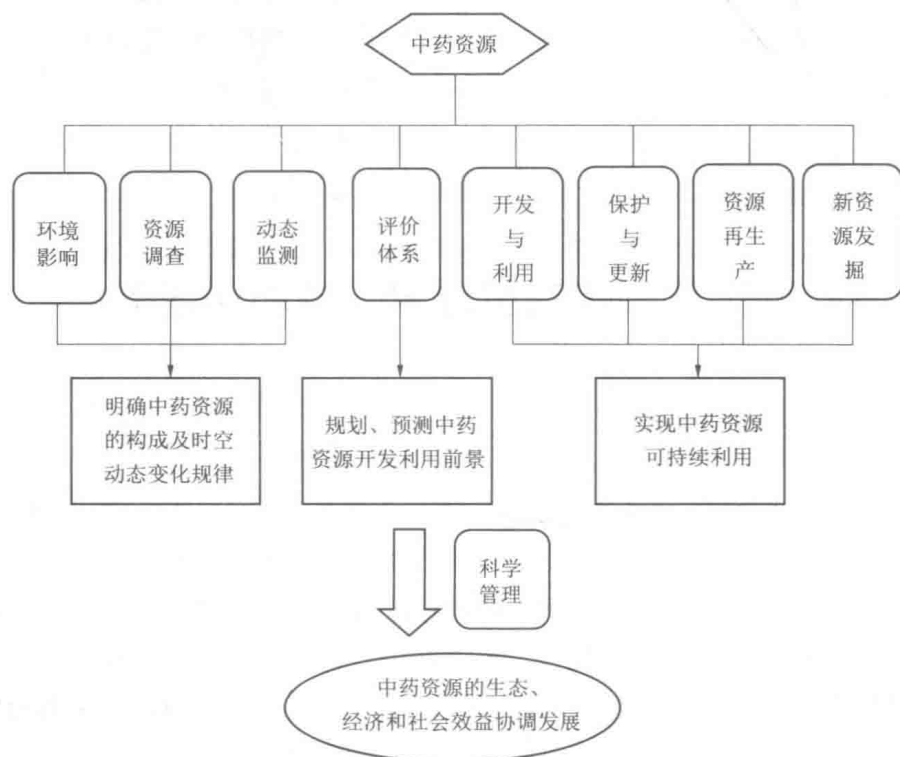 中药资源
环境
影响
资源
调查
动态
监测
评价
体系
开发
与
利用
保护
与
更新
资源
再生
产
新资
源发
掘
明确中药资源
的构成及时空
动态变化规律
规划、预测中药
资源开发利用前景
实现中药资源
可持续利用
科学
管理
中药资源的生态、
经济和社会效益协调发展